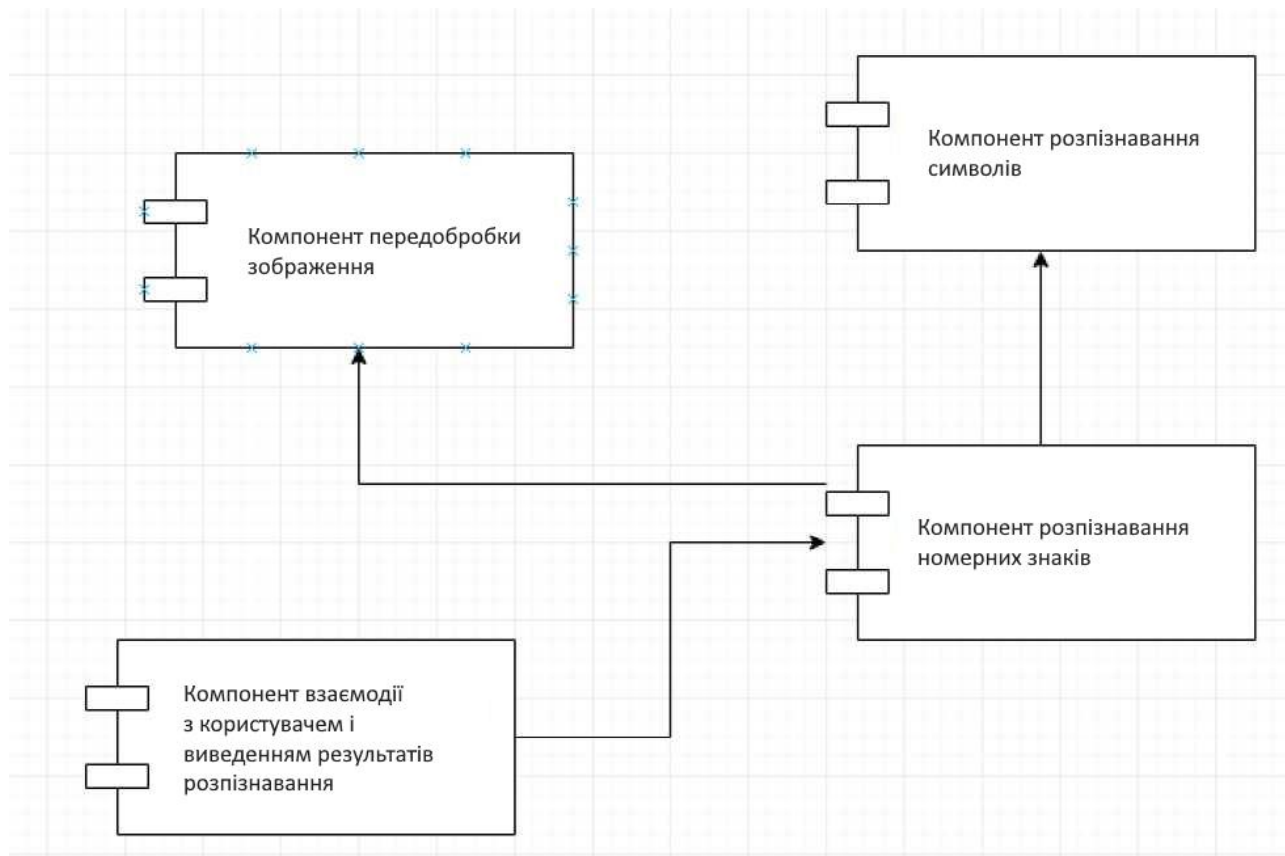 Компонент розпізнавання
символів
Компонент передобробки
зображення
Компонент розпізнавання
номерних знаків
Компонент взаємодії
з користувачем і
виведенням результатів
розпізнавання